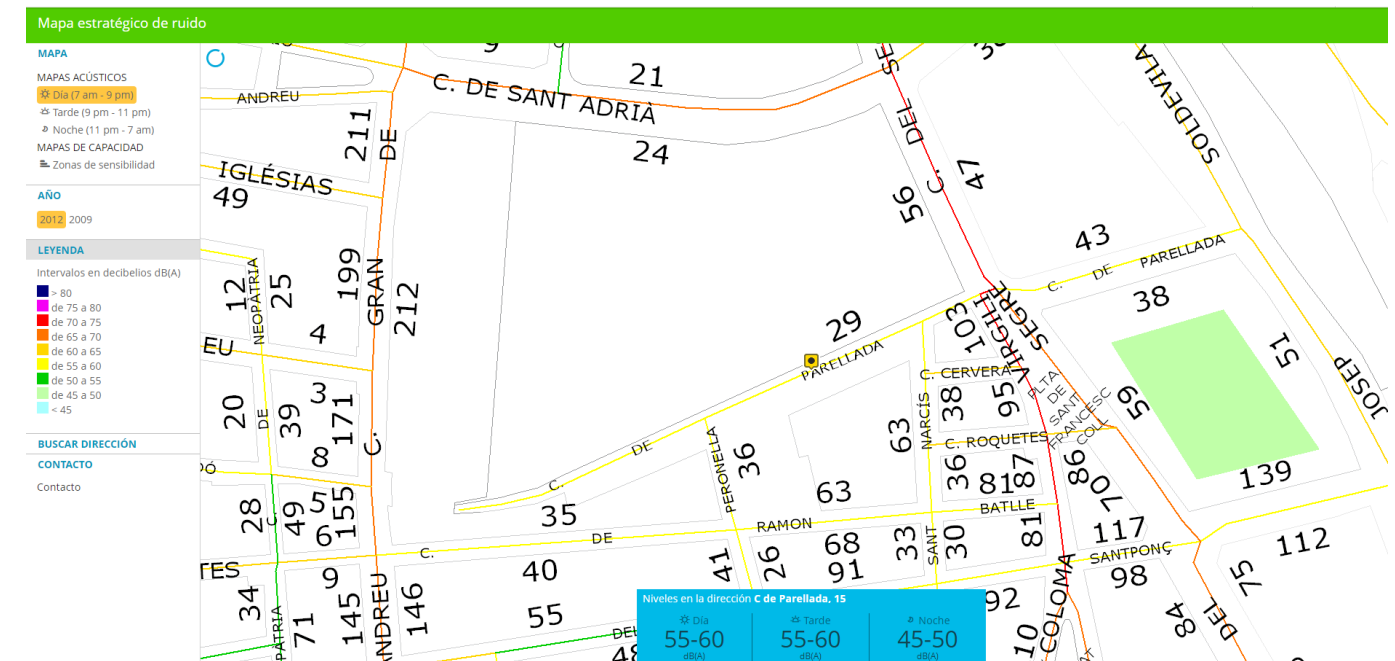 Mapa estratégico de ruido
MAPA
MAPAS ACÚSTICOS
Día (7 am - 9 pm)
Tarde (9 pm - 11 pm)
Noche (11 pm - 7 am)
MAPAS DE CAPACIDAD
Zonas de sensibilidad
AÑO
2012 2009
LEYENDA
Intervalos en decibelios dB(A)
> 80
de 75 a 80
de 70 a 75
de 65 a 70
de 60 a 65
de 55 a 60
de 50 a 55
de 45 a 50
< 45
BUSCAR DIRECCIÓN
CONTACTO
Contacto
ANDREU
C. DE SANT ADRIÀ
21
24
211
IGLÉSIAS
49
C. DEL SE
47
56
SOLDEVILA
43
C. DE PARELLADA
38
12
NEOPÀTRIA
25
199
C. GRAN DE
212
4
EU
3
20
DE
39
171
8
29
C. DE PARELLADA
103
VIRGILI
SEGRE
51
JOSEP
C. CERVERA
38
95
PLTA DE SANT FRANCESC COLL
59
NARCÍS
63
C. ROQUETES
36
PERONELLA
36
81
87
86
70
139
63
28
C.
49
5
6
155
35
C. DE RAMON BATLLE
68
33
SANT
30
81
117
SANTPONÇ
112
TES
34
PÀTRIA
9
71
145
ANDREU
146
40
55
41
26
91
92
10
COLOMA
98
84
DEL
75
DEL
48
Niveles en la dirección C de Parellada, 15
Día
55-60
dB(A)
Tarde
55-60
dB(A)
Noche
45-50
dB(A)